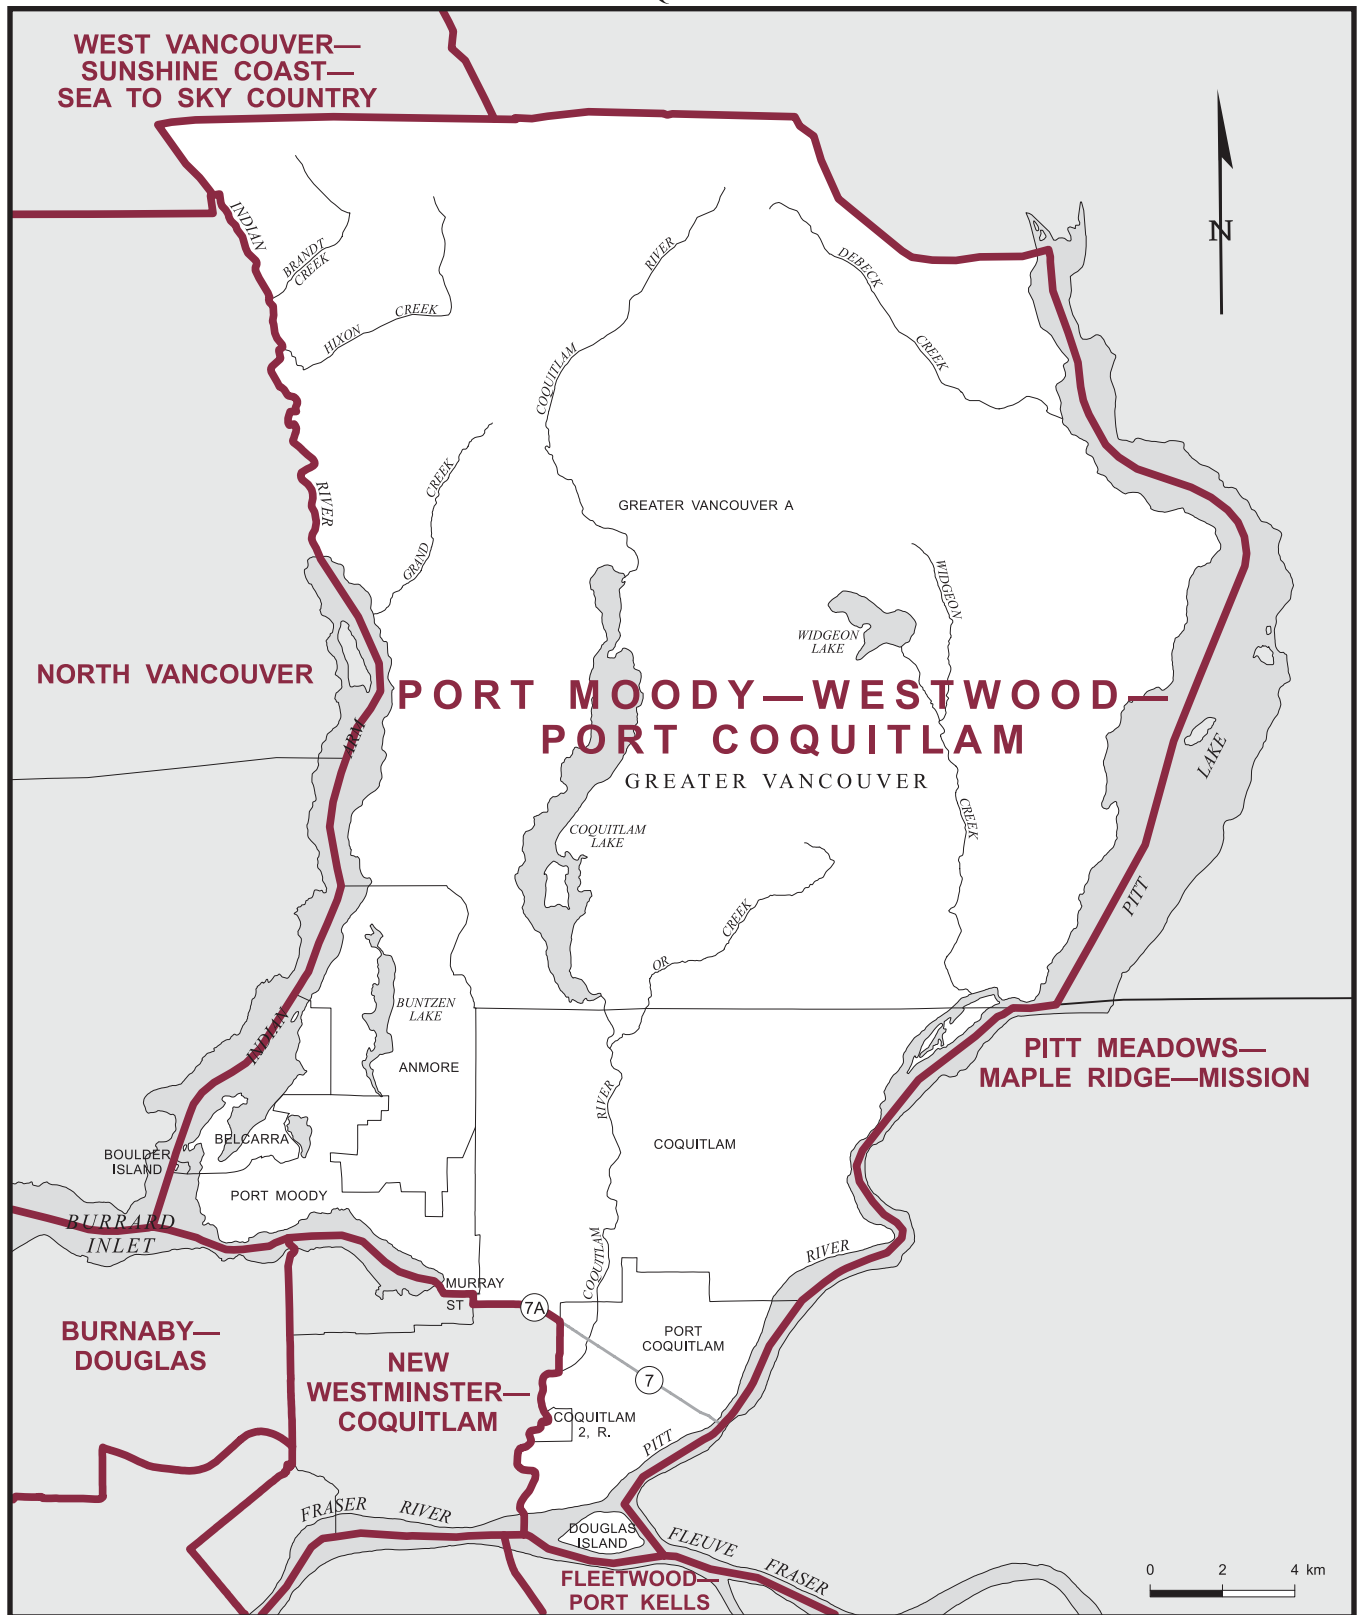 WEST VANCOUVER—
SUNSHINE COAST—
SEA TO SKY COUNTRY
N
INDIAN
BRANDT
CREEK
HIXON
CREEK
RIVER
COQUITLAM
DEBECK
CREEK
RIVER
CREEK
GRAND
GREATER VANCOUVER A
WIDGEON
WIDGEON
LAKE
NORTH VANCOUVER
PORT MOODY—WESTWOOD—
PORT COQUITLAM
GREATER VANCOUVER
ARM
LAKE
COQUITLAM
LAKE
CREEK
PITT
CREEK
OR
BUNTZEN
LAKE
INDIAN
ANMORE
PITT MEADOWS—
MAPLE RIDGE—MISSION
RIVER
BELCARRA
COQUITLAM
BOULDER
ISLAND
PORT MOODY
BURRARD
INLET
COQUITLAM
RIVER
MURRAY
ST
7A
BURNABY—
DOUGLAS
PORT
COQUITLAM
NEW
WESTMINSTER—
COQUITLAM
7
COQUITLAM
2, R.
PITT
FRASER RIVER
DOUGLAS
ISLAND
FLEUVE
FRASER
FLEETWOOD—
PORT KELLS
0 2 4 km